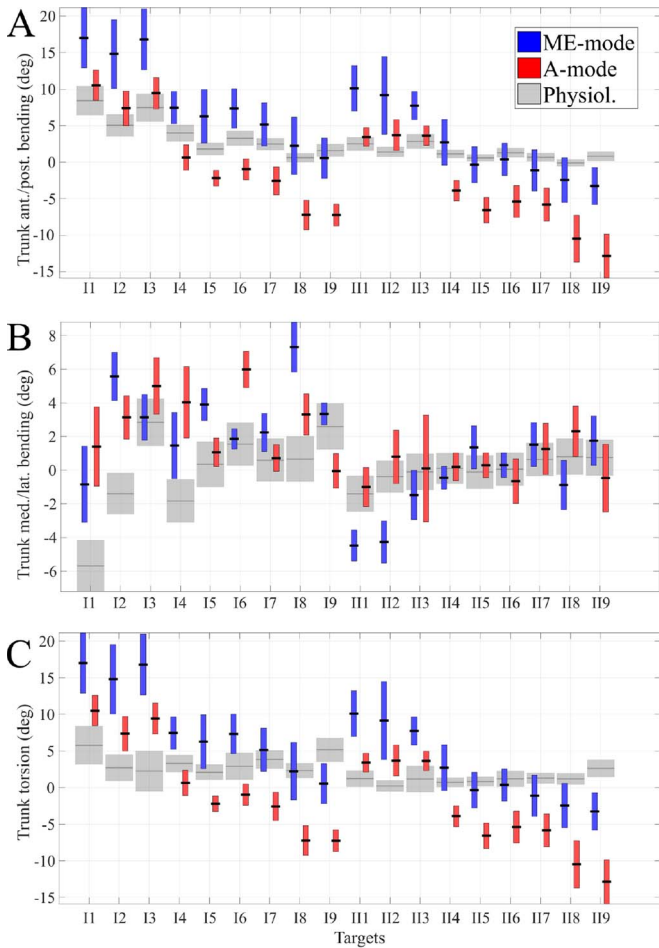 A
Trunk ant./post. bending (deg)
20
15
10
5
0
-5
-10
-15
ME-mode
A-mode
Physiol.
I1 I2 I3 I4 I5 I6 I7 I8 I9 II1 II2 II3 II4 II5 II6 II7 II8 II9
B
Trunk med./lat. bending (deg)
8
6
4
2
0
-2
-4
-6
I1 I2 I3 I4 I5 I6 I7 I8 I9 II1 II2 II3 II4 II5 II6 II7 II8 II9
C
Trunk torsion (deg)
20
15
10
5
0
-5
-10
-15
I1 I2 I3 I4 I5 I6 I7 I8 I9 II1 II2 II3 II4 II5 II6 II7 II8 II9
Targets